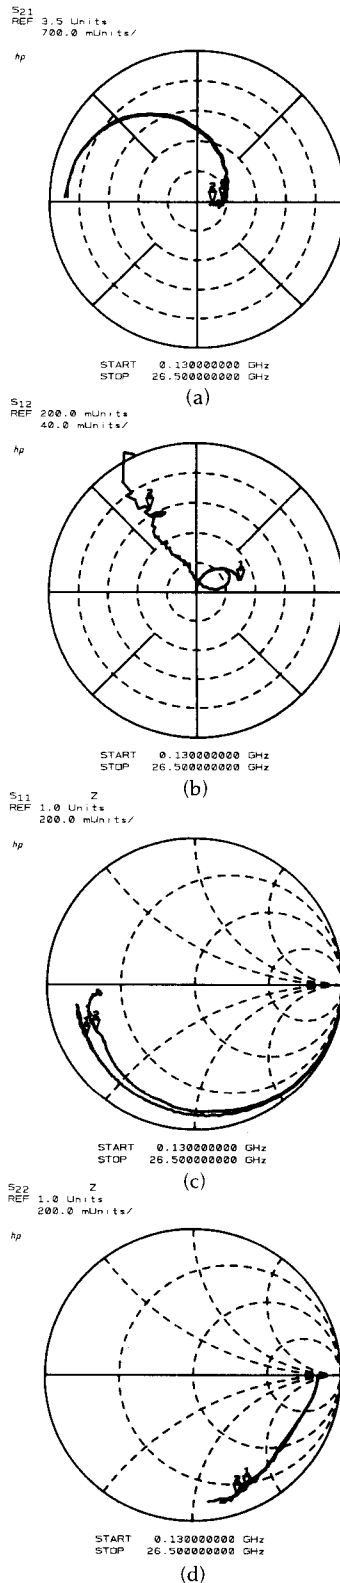 S21
REF 3.5 Units
700.0 mUnits/
hp
START 0.130000000 GHz
STOP 26.500000000 GHz
(a)
S12
REF 200.0 mUnits
40.0 mUnits/
hp
START 0.130000000 GHz
STOP 26.500000000 GHz
(b)
S11 Z
REF 1.0 Units
200.0 mUnits/
hp
START 0.130000000 GHz
STOP 26.500000000 GHz
(c)
S22 Z
REF 1.0 Units
200.0 mUnits/
hp
START 0.130000000 GHz
STOP 26.500000000 GHz
(d)